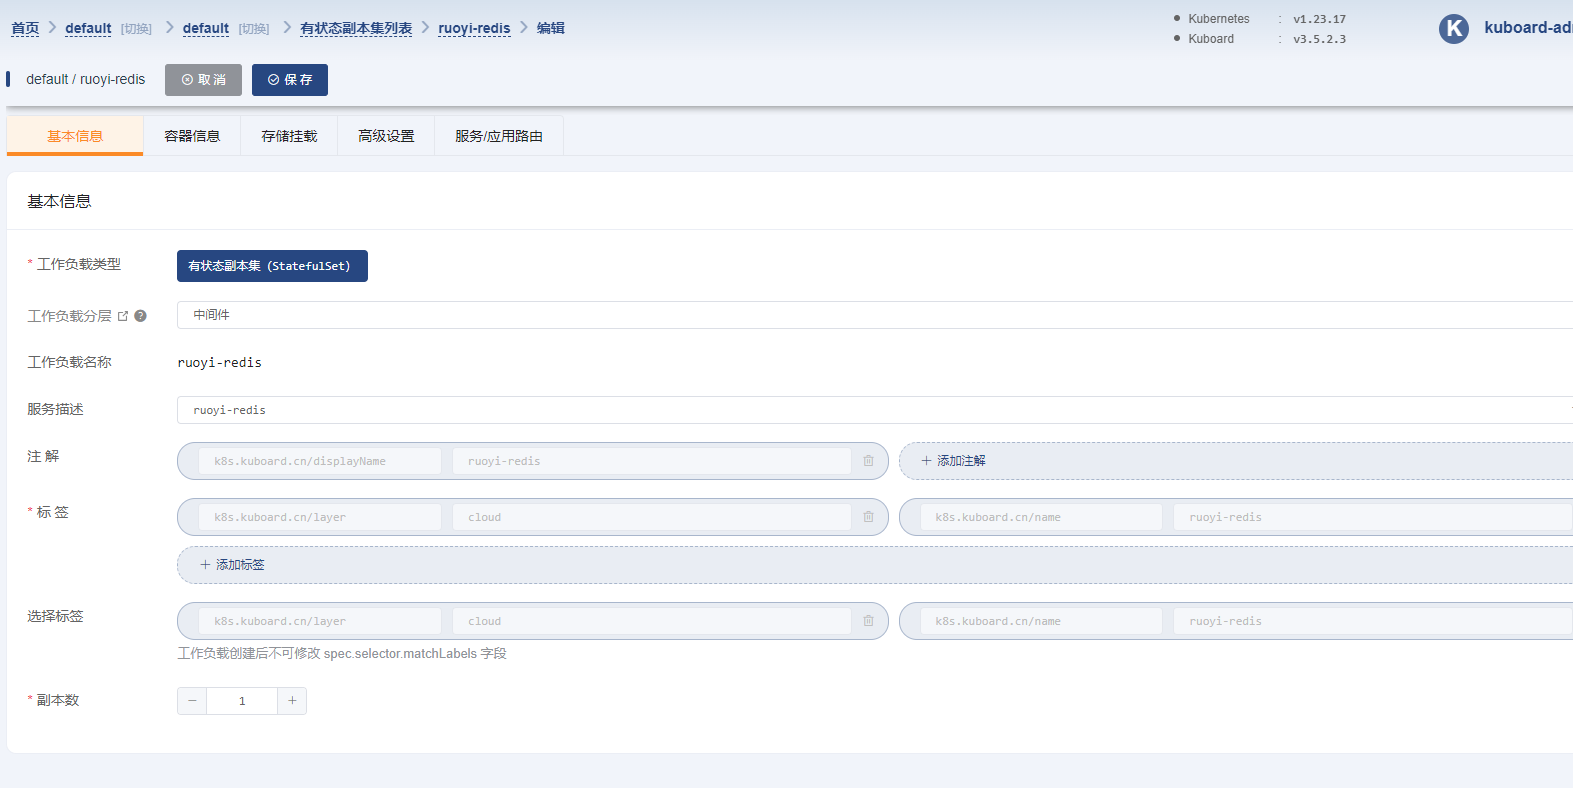 首页 default [切换] default [切换] 有状态副本集列表 ruoyi-redis 编辑
Kubernetes : v1.23.17
Kuboard : v3.5.2.3
K kuboard-adm
default / ruoyi-redis 取 消 保 存
基本信息 容器信息 存储挂载 高级设置 服务/应用路由
基本信息
* 工作负载类型 有状态副本集 (StatefulSet)
工作负载分层 ? 中间件
工作负载名称 ruoyi-redis
服务描述 ruoyi-redis
注 解 k8s.kuboard.cn/displayName ruoyi-redis + 添加注解
* 标 签 k8s.kuboard.cn/layer cloud k8s.kuboard.cn/name ruoyi-redis
+ 添加标签
选择标签 k8s.kuboard.cn/layer cloud k8s.kuboard.cn/name ruoyi-redis
工作负载创建后不可修改 spec.selector.matchLabels 字段
* 副本数 − 1 +